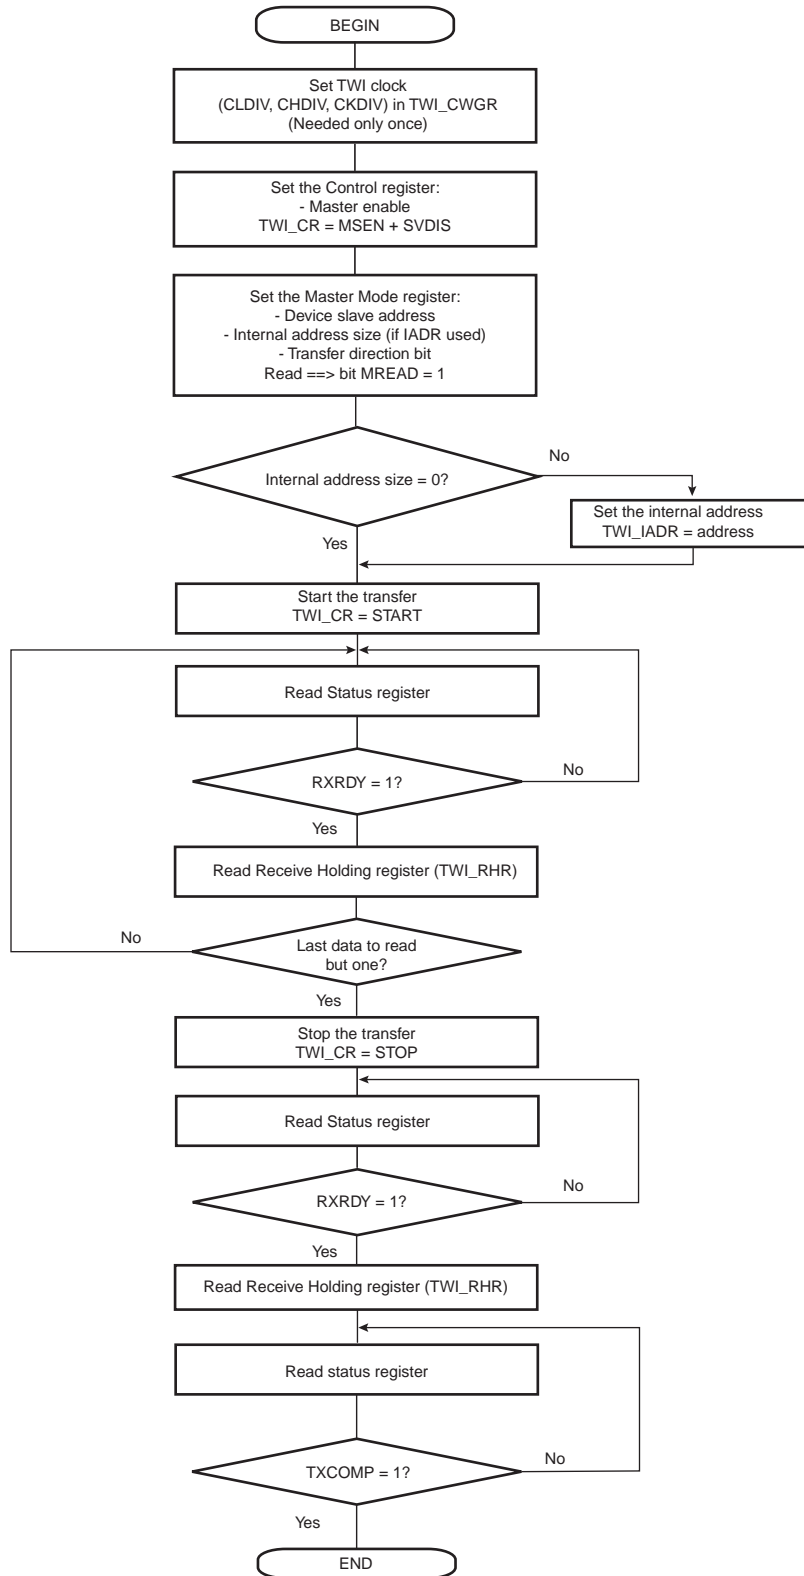 BEGIN
Set TWI clock
(CLDIV, CHDIV, CKDIV) in TWI_CWGR
(Needed only once)
Set the Control register:
- Master enable
TWI_CR = MSEN + SVDIS
Set the Master Mode register:
- Device slave address
- Internal address size (if IADR used)
- Transfer direction bit
Read ==> bit MREAD = 1
Internal address size = 0?
No
Set the internal address
TWI_IADR = address
Yes
Start the transfer
TWI_CR = START
Read Status register
RXRDY = 1?
No
Yes
Read Receive Holding register (TWI_RHR)
Last data to read
but one?
No
Yes
Stop the transfer
TWI_CR = STOP
Read Status register
RXRDY = 1?
No
Yes
Read Receive Holding register (TWI_RHR)
Read status register
TXCOMP = 1?
No
Yes
END